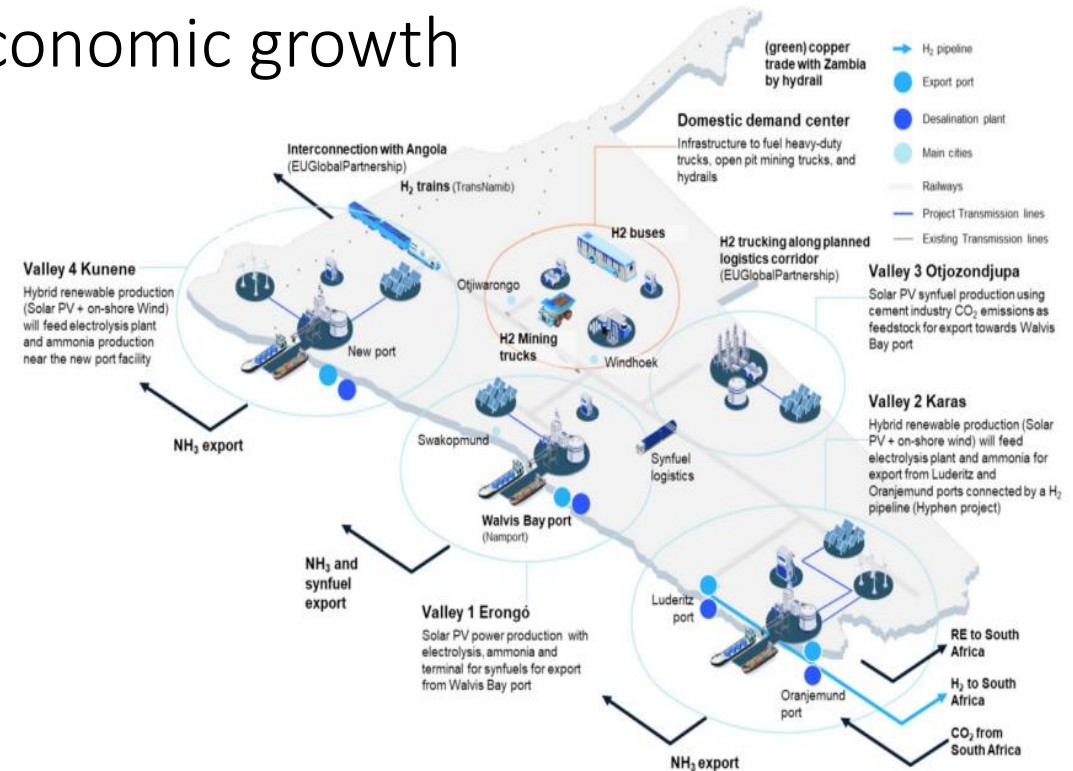 conomic growth
(green) copper
trade with Zambia
by hydrail
H₂ pipeline
Export port
Desalination plant
Main cities
Railways
Project Transmission lines
Existing Transmission lines
Domestic demand center
Infrastructure to fuel heavy-duty
trucks, open pit mining trucks, and
hydrails
Interconnection with Angola
(EUGlobalPartnership)
H₂ trains (TransNamib)
H2 buses
H2 trucking along planned
logistics corridor
(EUGlobalPartnership)
Valley 4 Kunene
Hybrid renewable production
(Solar PV + on-shore Wind)
will feed electrolysis plant
and ammonia production
near the new port facility
Otjiwarongo
H2 Mining
trucks
Windhoek
New port
NH₃ export
Valley 3 Otjozondjupa
Solar PV synfuel production using
cement industry CO₂ emissions as
feedstock for export towards Walvis
Bay port
Valley 2 Karas
Hybrid renewable production (Solar
PV + on-shore wind) will feed
electrolysis plant and ammonia for
export from Luderitz and
Oranjemund ports connected by a H₂
pipeline (Hyphen project)
Swakopmund
Synfuel
logistics
Walvis Bay port
(Namport)
NH₃ and
synfuel
export
Valley 1 Erongó
Solar PV power production with
electrolysis, ammonia and
terminal for synfuels for export
from Walvis Bay port
Luderitz
port
Oranjemund
port
RE to South
Africa
H₂ to South
Africa
CO₂ from
South Africa
NH₃ export